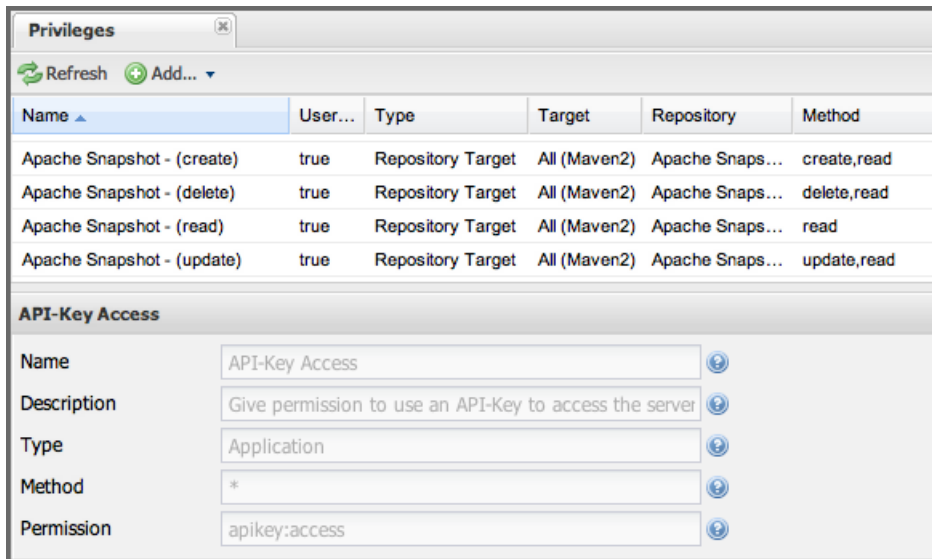 Privileges
Refresh Add...
Name User... Type Target Repository Method
Apache Snapshot - (create) true Repository Target All (Maven2) Apache Snaps... create,read
Apache Snapshot - (delete) true Repository Target All (Maven2) Apache Snaps... delete,read
Apache Snapshot - (read) true Repository Target All (Maven2) Apache Snaps... read
Apache Snapshot - (update) true Repository Target All (Maven2) Apache Snaps... update,read
API-Key Access
Name API-Key Access
Description Give permission to use an API-Key to access the server
Type Application
Method *
Permission apikey:access